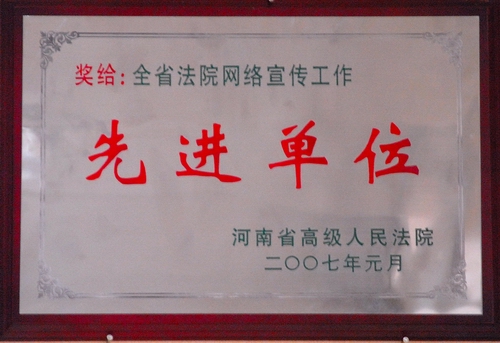 奖给:全省法院网络宣传工作
先进单位
河南省高级人民法院
二〇〇七年元月